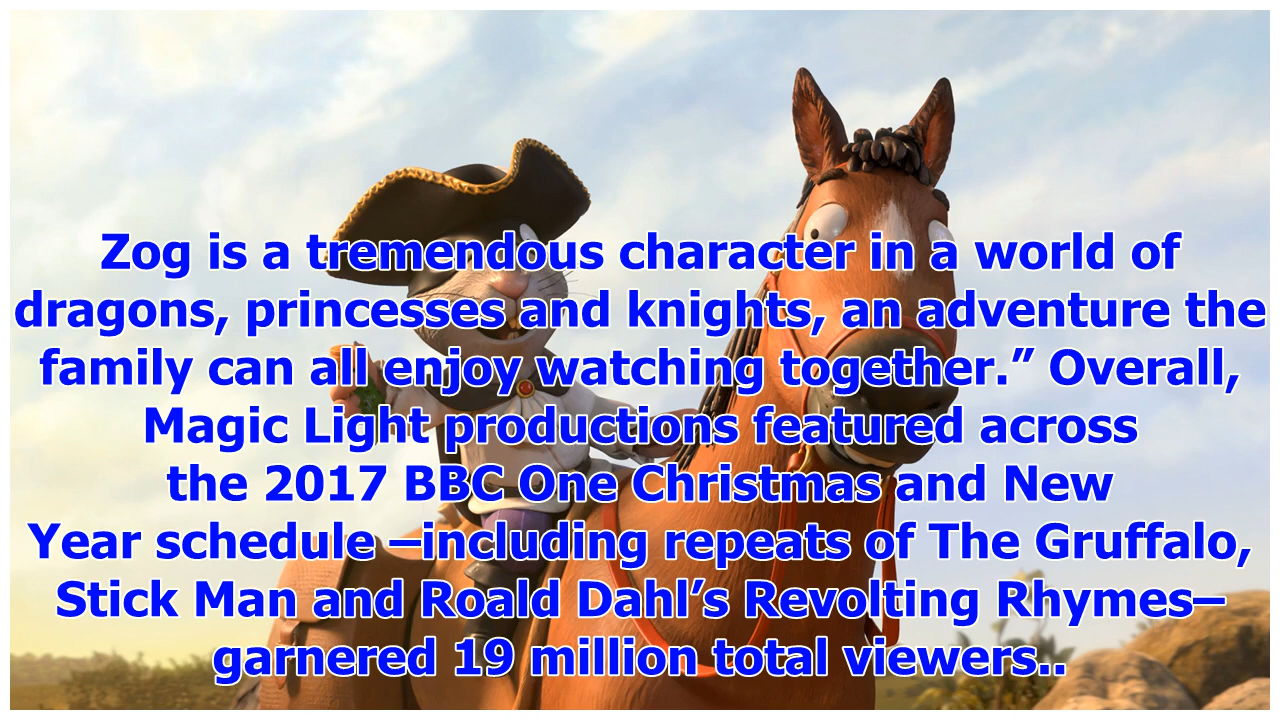 Zog is a tremendous character in a world of
dragons, princesses and knights, an adventure the
family can all enjoy watching together.” Overall,
Magic Light productions featured across
the 2017 BBC One Christmas and New
Year schedule –including repeats of The Gruffalo,
Stick Man and Roald Dahl’s Revolting Rhymes–
garnered 19 million total viewers..